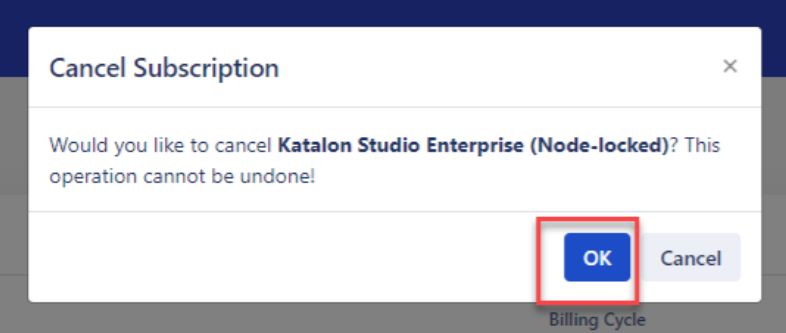 Cancel Subscription
×
Would you like to cancel Katalon Studio Enterprise (Node-locked)? This
operation cannot be undone!
OK Cancel
Billing Cycle